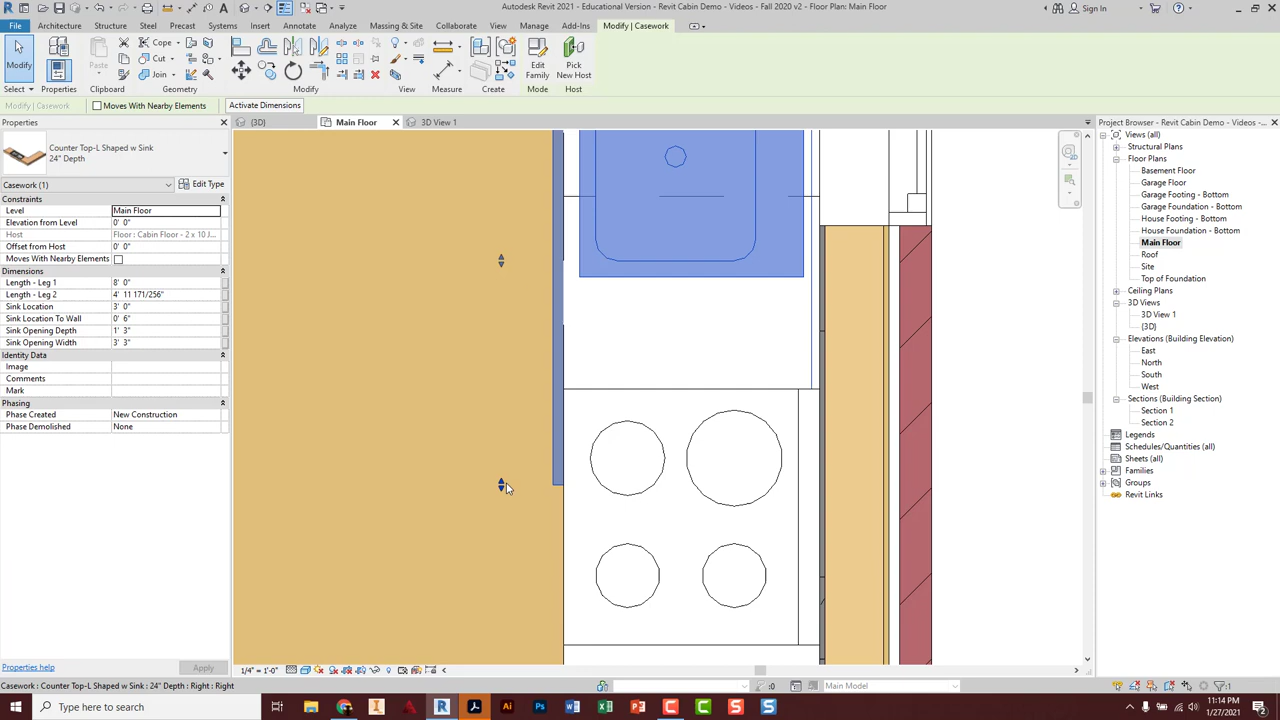 Autodesk Revit 2021 - Educational Version - Revit Cabin Demo - Videos - Fall 2020 v2 - Floor Plan: Main Floor
Sign In
File Architecture Structure Steel Precast Systems Insert Annotate Analyze Massing & Site Collaborate View Manage Add-Ins Modify | Casework
Modify
Paste
Cope
Cut
Join
Edit Family
Pick New Host
Select Properties Clipboard Geometry Modify View Measure Create Mode Host
Modify | Casework
Moves With Nearby Elements
Activate Dimensions
Properties
{3D}
Main Floor
3D View 1
Project Browser - Revit Cabin Demo - Videos -...
Counter Top-L Shaped w Sink
24" Depth
Casework (1)
Edit Type
Constraints
Level Main Floor
Elevation from Level 0' 0"
Host Floor : Cabin Floor - 2 x 10 J...
Offset from Host 0' 0"
Moves With Nearby Elements
Dimensions
Length - Leg 1 8' 0"
Length - Leg 2 4' 11 171/256"
Sink Location 3' 0"
Sink Location To Wall 0' 6"
Sink Opening Depth 1' 3"
Sink Opening Width 3' 3"
Identity Data
Image
Comments
Mark
Phasing
Phase Created New Construction
Phase Demolished None
Properties help
Apply
Views (all)
Structural Plans
Floor Plans
Basement Floor
Garage Floor
Garage Footing - Bottom
Garage Foundation - Bottom
House Footing - Bottom
House Foundation - Bottom
Main Floor
Roof
Site
Top of Foundation
Ceiling Plans
3D Views
3D View 1
{3D}
Elevations (Building Elevation)
East
North
South
West
Sections (Building Section)
Section 1
Section 2
Legends
Schedules/Quantities (all)
Sheets (all)
Families
Groups
Revit Links
1/4" = 1'-0"
Casework : Counter Top-L Shaped w Sink : 24" Depth : Right : Right
:0
Main Model
:1
Type here to search
11:14 PM
1/27/2021